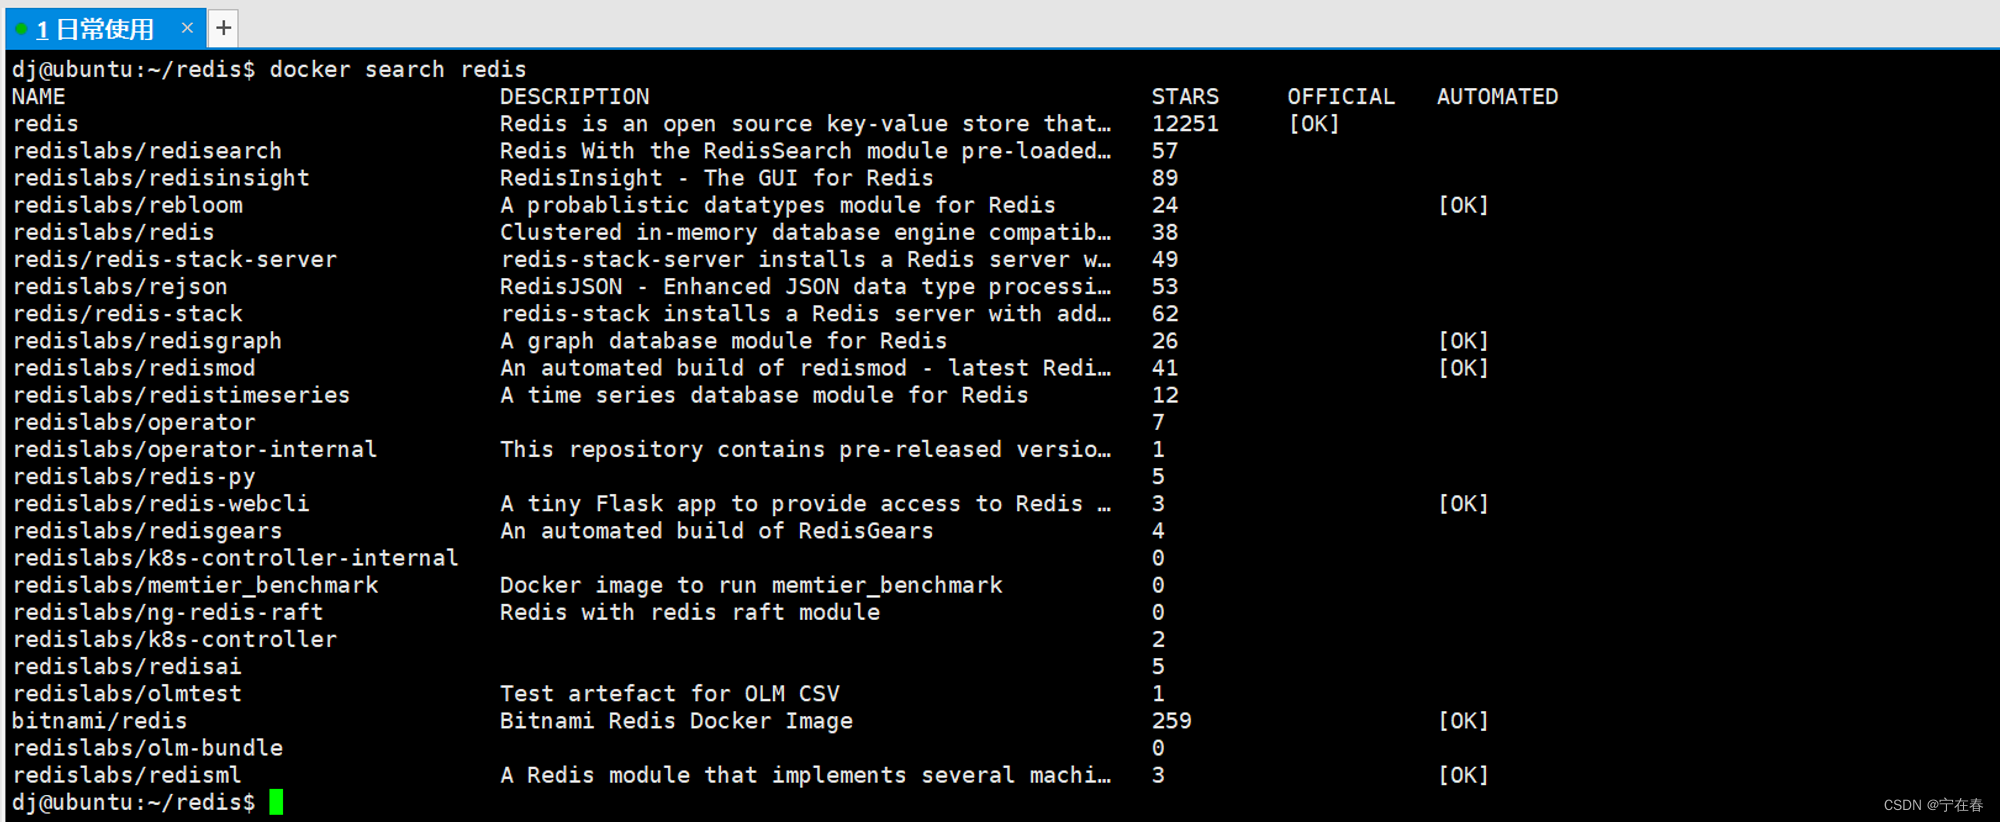 1 日常使用 × +
dj@ubuntu:~/redis$ docker search redis
NAME DESCRIPTION STARS OFFICIAL AUTOMATED
redis Redis is an open source key-value store that… 12251 [OK]
redislabs/redisearch Redis With the RedisSearch module pre-loaded… 57
redislabs/redisinsight RedisInsight - The GUI for Redis 89
redislabs/rebloom A probablistic datatypes module for Redis 24 [OK]
redislabs/redis Clustered in-memory database engine compatib… 38
redis/redis-stack-server redis-stack-server installs a Redis server w… 49
redislabs/rejson RedisJSON - Enhanced JSON data type processi… 53
redis/redis-stack redis-stack installs a Redis server with add… 62
redislabs/redisgraph A graph database module for Redis 26 [OK]
redislabs/redismod An automated build of redismod - latest Redi… 41 [OK]
redislabs/redistimeseries A time series database module for Redis 12
redislabs/operator 7
redislabs/operator-internal This repository contains pre-released versio… 1
redislabs/redis-py 5
redislabs/redis-webcli A tiny Flask app to provide access to Redis … 3 [OK]
redislabs/redisgears An automated build of RedisGears 4
redislabs/k8s-controller-internal 0
redislabs/memtier_benchmark Docker image to run memtier_benchmark 0
redislabs/ng-redis-raft Redis with redis raft module 0
redislabs/k8s-controller 2
redislabs/redisai 5
redislabs/olmtest Test artefact for OLM CSV 1
bitnami/redis Bitnami Redis Docker Image 259 [OK]
redislabs/olm-bundle 0
redislabs/redisml A Redis module that implements several machi… 3 [OK]
dj@ubuntu:~/redis$
CSDN @宁在春